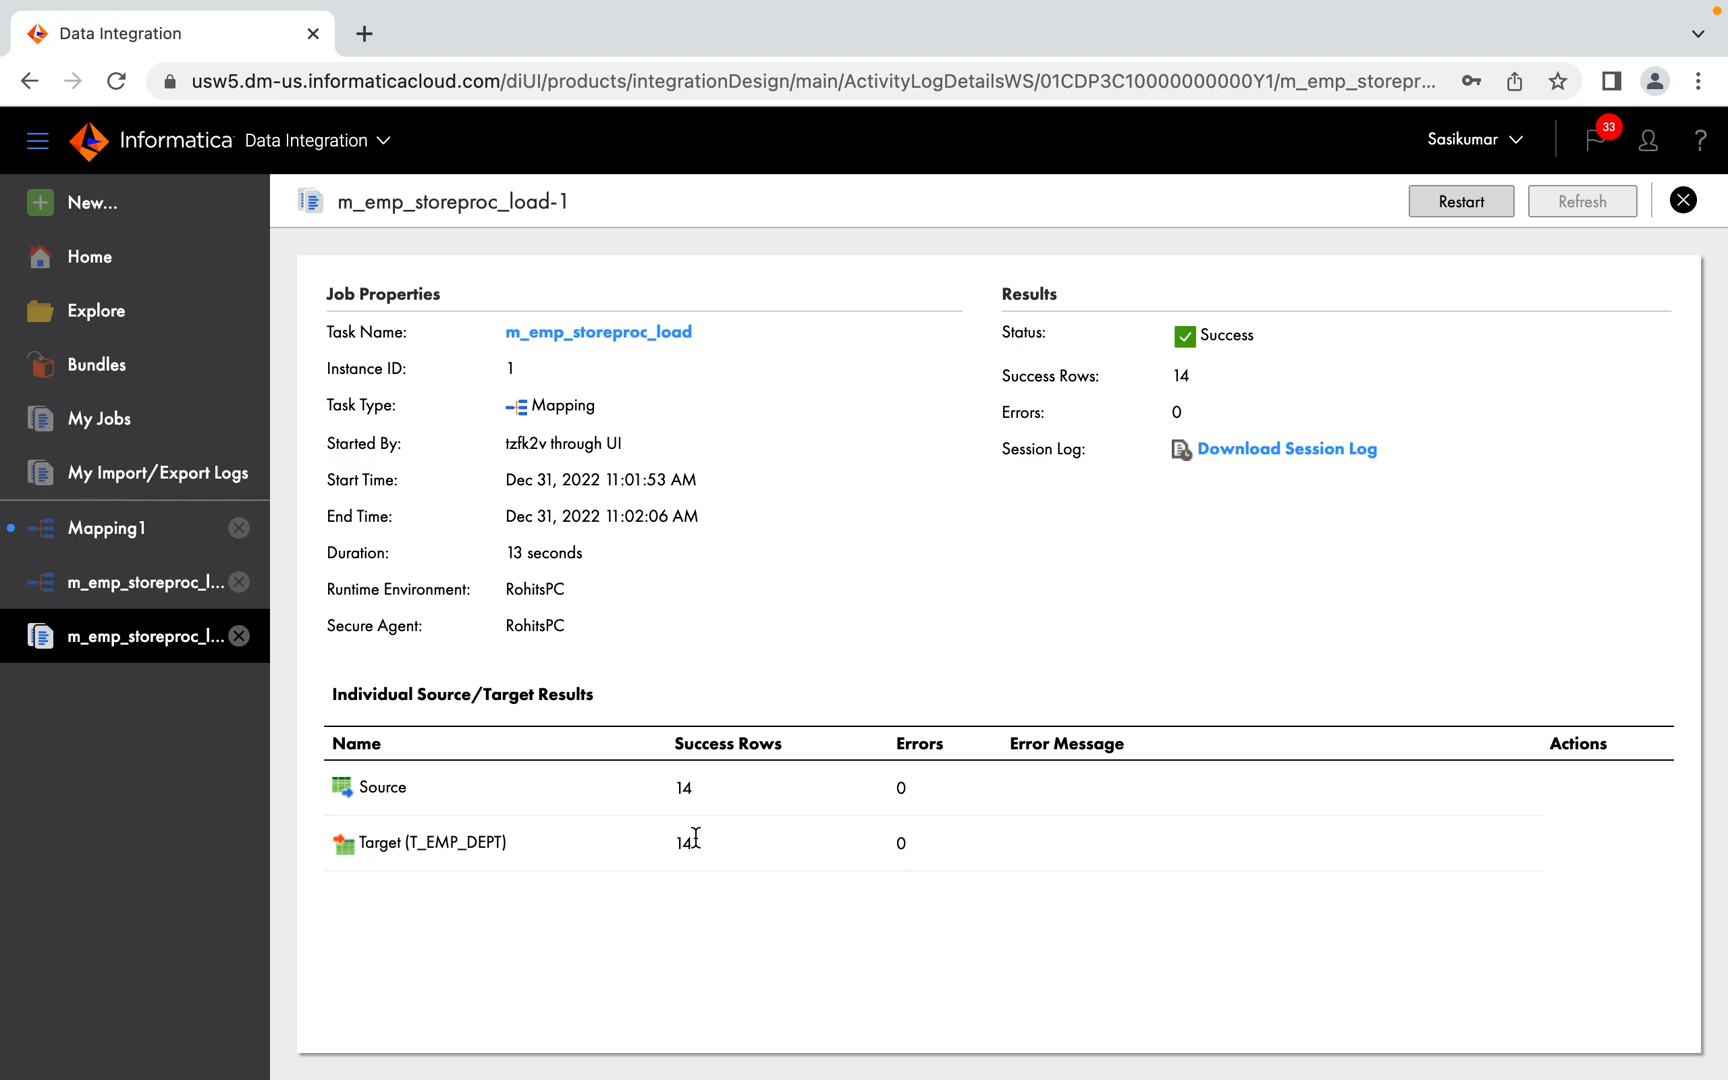 Data Integration
usw5.dm-us.informaticacloud.com/diUI/products/integrationDesign/main/ActivityLogDetailsWS/01CDP3C10000000000Y1/m_emp_storepr...
Informatica Data Integration
Sasikumar
33
?
New...
Home
Explore
Bundles
My Jobs
My Import/Export Logs
Mapping1
m_emp_storeproc_l...
m_emp_storeproc_l...
m_emp_storeproc_load-1
Restart
Refresh
Job Properties
Task Name: m_emp_storeproc_load
Instance ID: 1
Task Type: Mapping
Started By: tzfk2v through UI
Start Time: Dec 31, 2022 11:01:53 AM
End Time: Dec 31, 2022 11:02:06 AM
Duration: 13 seconds
Runtime Environment: RohitsPC
Secure Agent: RohitsPC
Results
Status: Success
Success Rows: 14
Errors: 0
Session Log: Download Session Log
Individual Source/Target Results
Name Success Rows Errors Error Message Actions
Source 14 0
Target (T_EMP_DEPT) 14 0